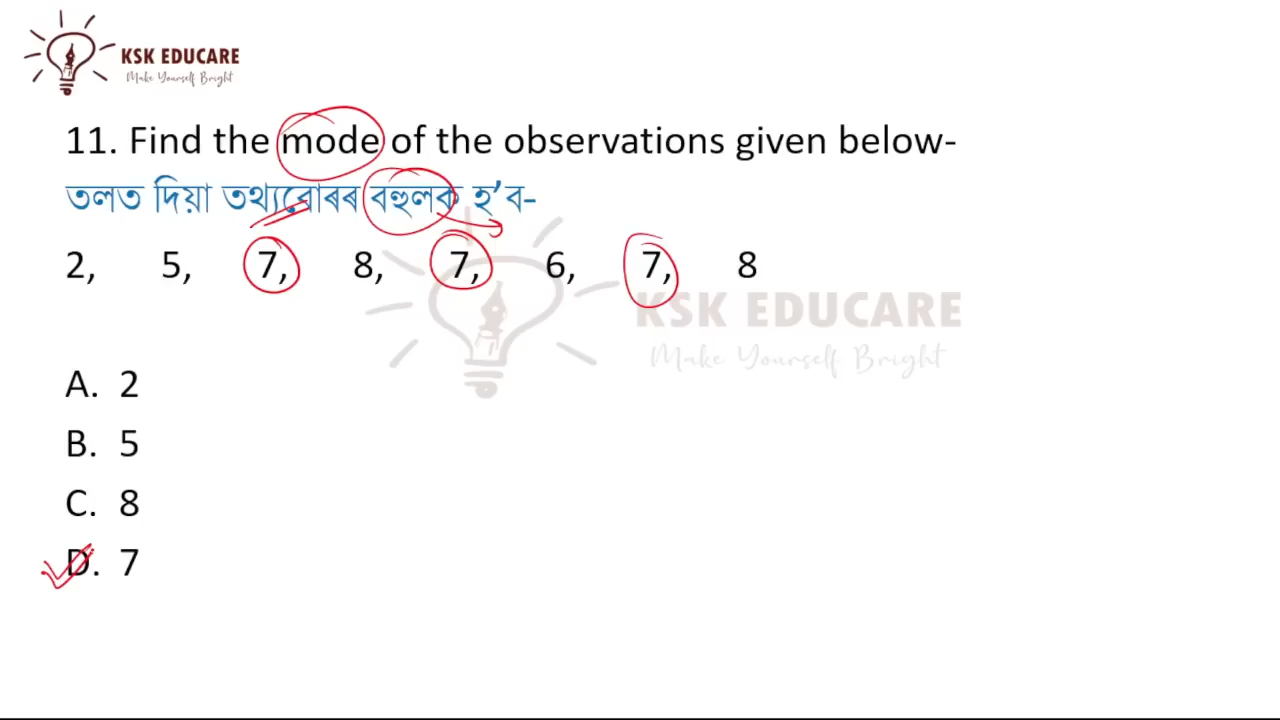 KSK EDUCARE
Make Yourself Bright
11. Find the mode of the observations given below-
তলত দিয়া তথ্যবোৰৰ বহুলক হ’ব-
2, 5, 7, 8, 7, 6, 7, 8
KSK EDUCARE
Make Yourself Bright
A. 2
B. 5
C. 8
D. 7